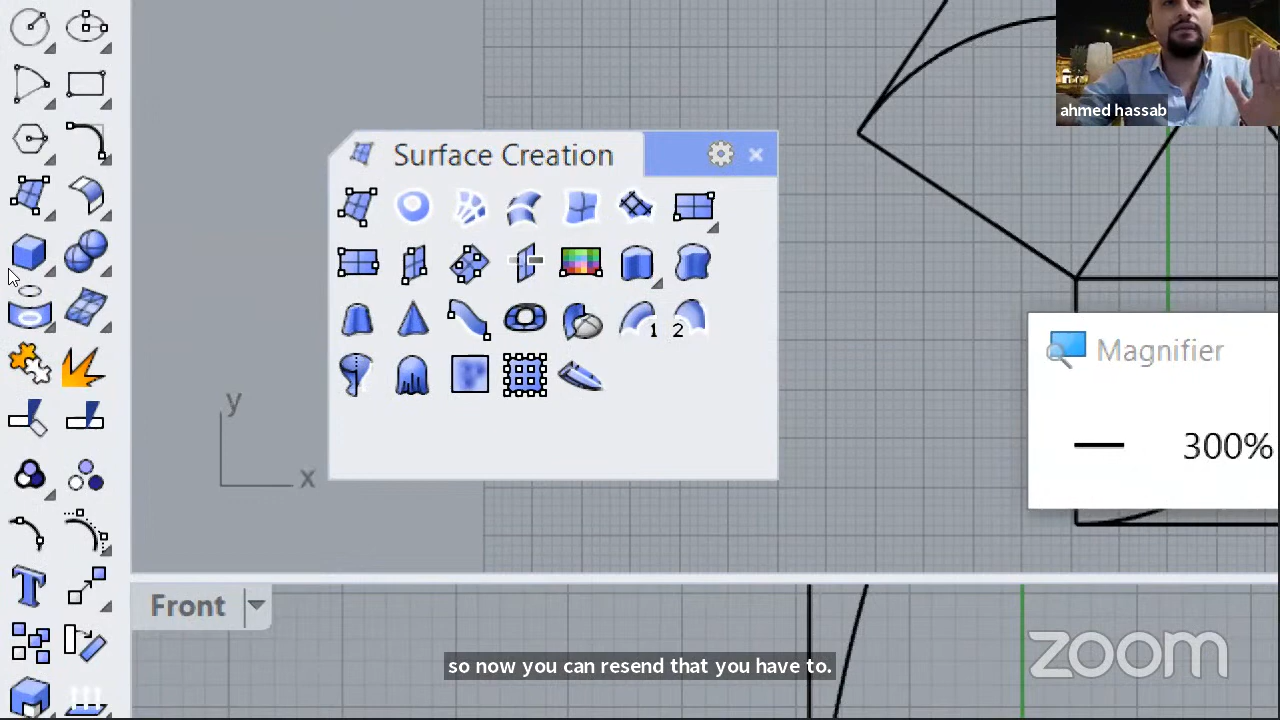 ahmed hassab
Surface Creation
1
2
Magnifier
300%
y
x
Front
so now you can resend that you have to.
zoom